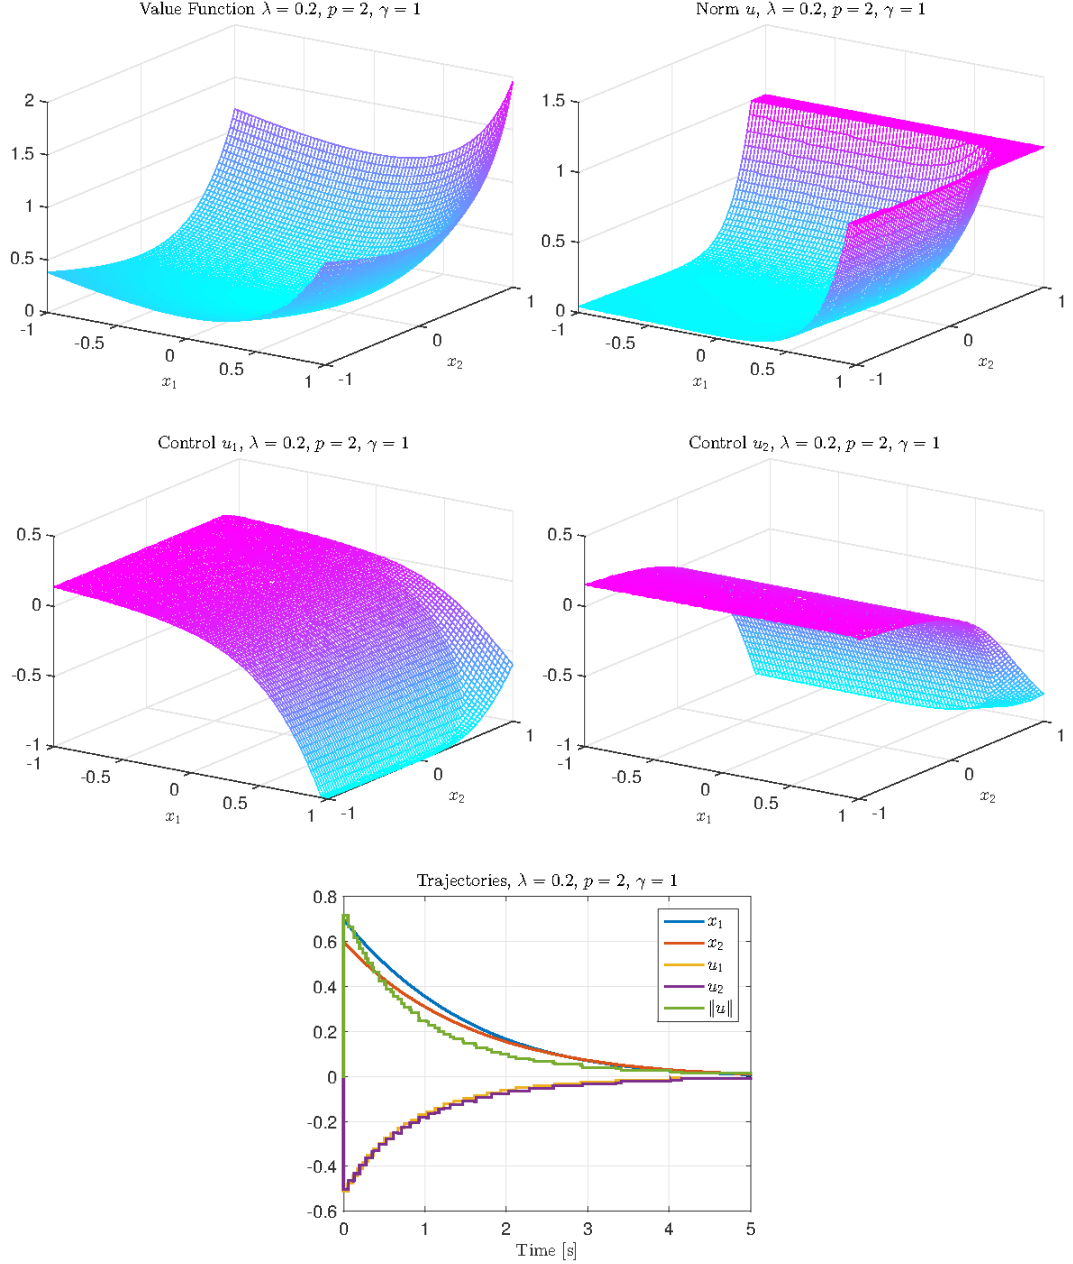 Value Function λ = 0.2, p = 2, γ = 1
2
1.5
1
0.5
0
-1
-0.5
0
0.5
1
x₁
-1
0
1
x₂
Norm u, λ = 0.2, p = 2, γ = 1
1.5
1
0.5
0
-1
-0.5
0
0.5
1
x₁
-1
0
1
x₂
Control u₁, λ = 0.2, p = 2, γ = 1
0.5
0
-0.5
-1
-1
-0.5
0
0.5
1
x₁
-1
0
1
x₂
Control u₂, λ = 0.2, p = 2, γ = 1
0.5
0
-0.5
-1
-1
-0.5
0
0.5
1
x₁
-1
0
1
x₂
Trajectories, λ = 0.2, p = 2, γ = 1
0.8
0.6
0.4
0.2
0
-0.2
-0.4
-0.6
x₁
x₂
u₁
u₂
‖u‖
0 1 2 3 4 5
Time [s]